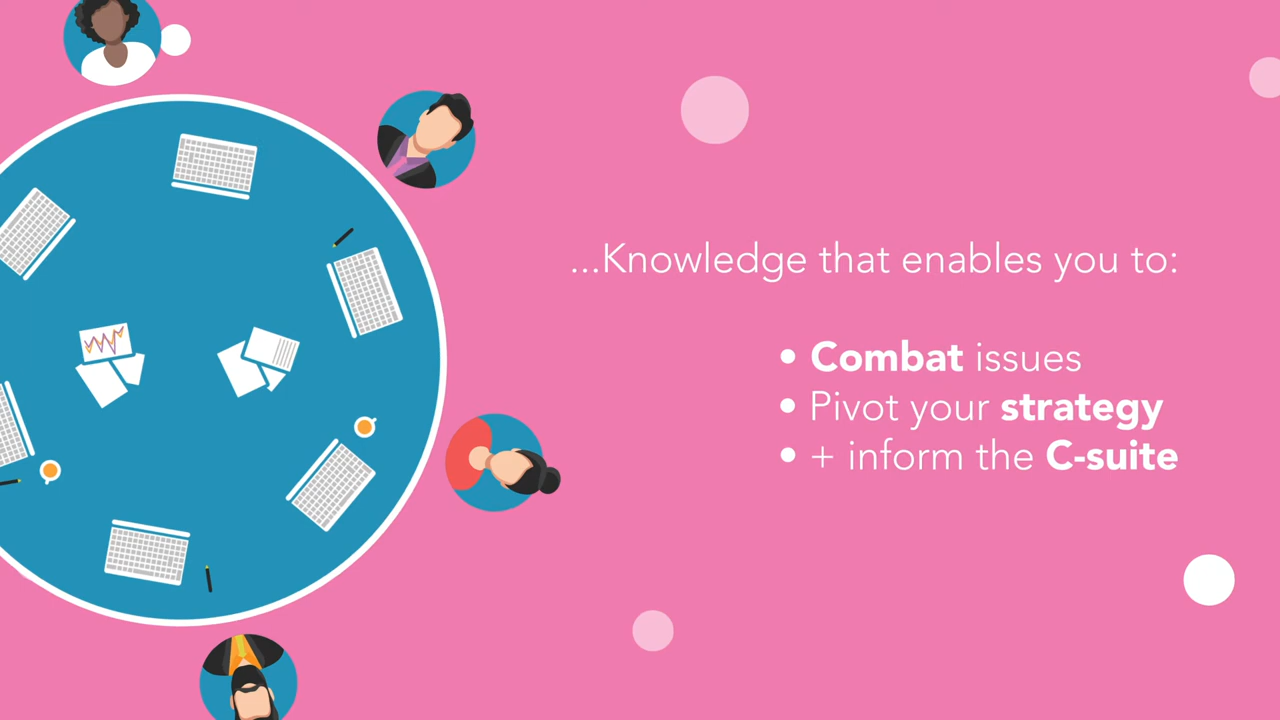 ...Knowledge that enables you to:
• Combat issues
• Pivot your strategy
• + inform the C-suite